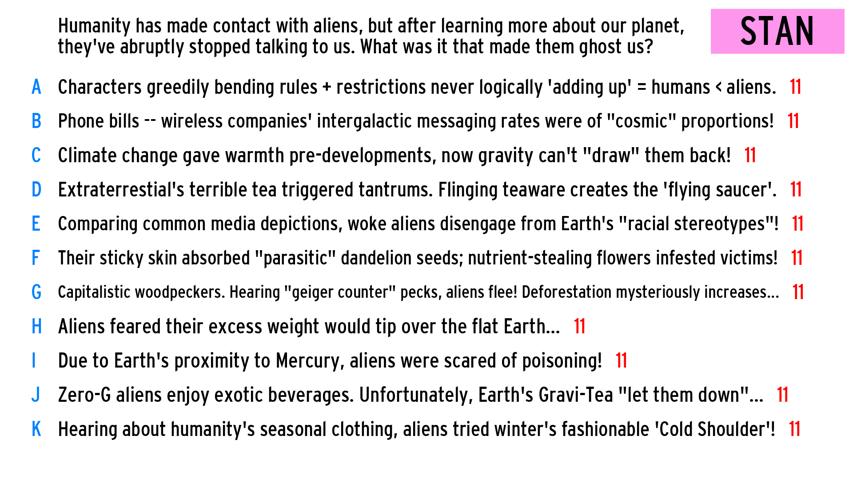 Humanity has made contact with aliens, but after learning more about our planet,
they've abruptly stopped talking to us. What was it that made them ghost us?
STAN
A Characters greedily bending rules + restrictions never logically 'adding up' = humans < aliens. 11
B Phone bills -- wireless companies' intergalactic messaging rates were of "cosmic" proportions! 11
C Climate change gave warmth pre-developments, now gravity can't "draw" them back! 11
D Extraterrestial's terrible tea triggered tantrums. Flinging teaware creates the 'flying saucer'. 11
E Comparing common media depictions, woke aliens disengage from Earth's "racial stereotypes"! 11
F Their sticky skin absorbed "parasitic" dandelion seeds; nutrient-stealing flowers infested victims! 11
G Capitalistic woodpeckers. Hearing "geiger counter" pecks, aliens flee! Deforestation mysteriously increases... 11
H Aliens feared their excess weight would tip over the flat Earth... 11
I Due to Earth's proximity to Mercury, aliens were scared of poisoning! 11
J Zero-G aliens enjoy exotic beverages. Unfortunately, Earth's Gravi-Tea "let them down"... 11
K Hearing about humanity's seasonal clothing, aliens tried winter's fashionable 'Cold Shoulder'! 11